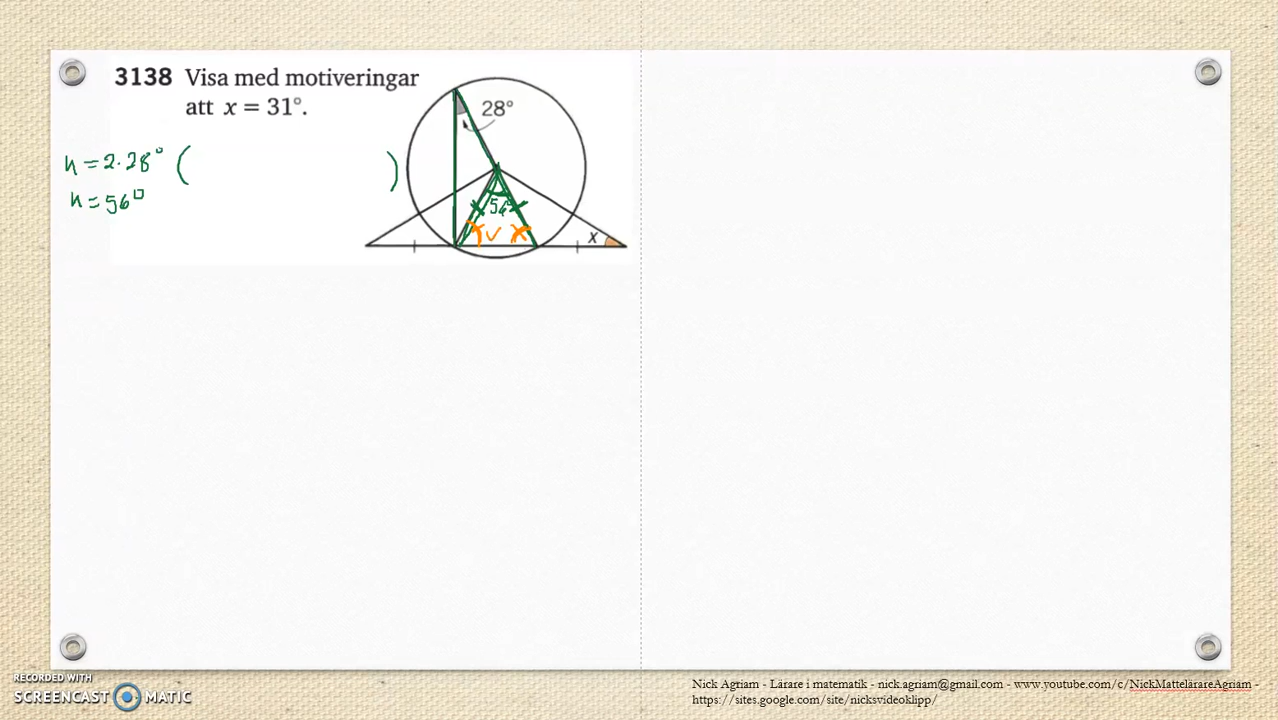 3138 Visa med motiveringar
att x = 31°.
28°
u = 2·28° ( )
u = 56°
56°
v
x
RECORDED WITH
SCREENCAST MATIC
Nick Agriam - Lärare i matematik - nick.agriam@gmail.com - www.youtube.com/c/NickMattelärareAgriam -
https://sites.google.com/site/nicksvideoklipp/